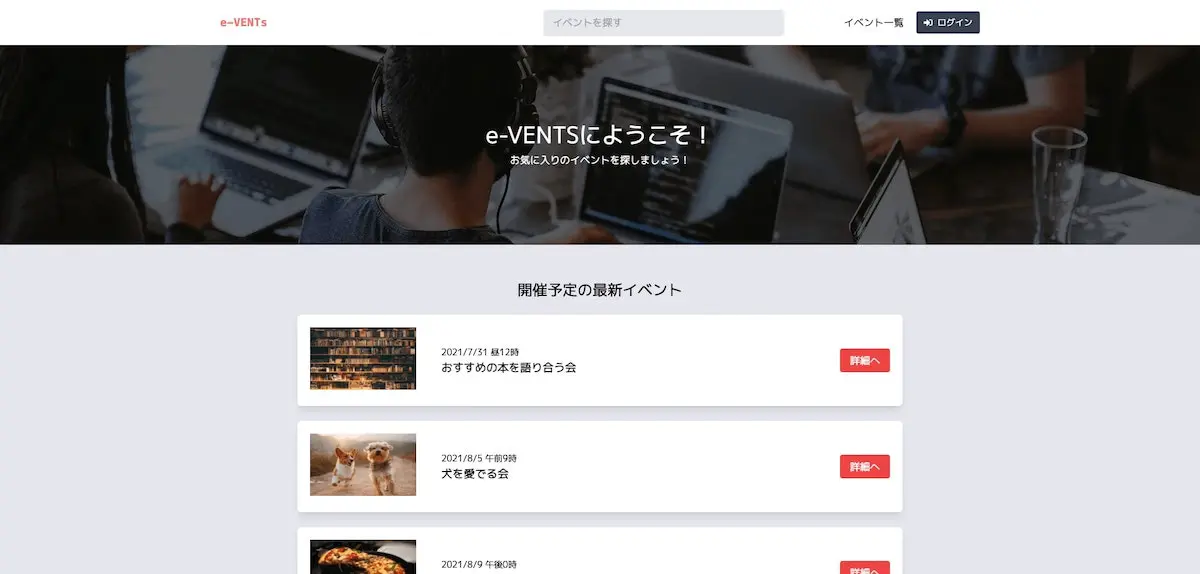 e-VENTs
イベントを探す
イベント一覧
ログイン
e-VENTSにようこそ！
お気に入りのイベントを探しましょう！
開催予定の最新イベント
2021/7/31 昼12時
おすすめの本を語り合う会
詳細へ
2021/8/5 午前9時
犬を愛でる会
詳細へ
2021/8/9 午後0時
詳細へ